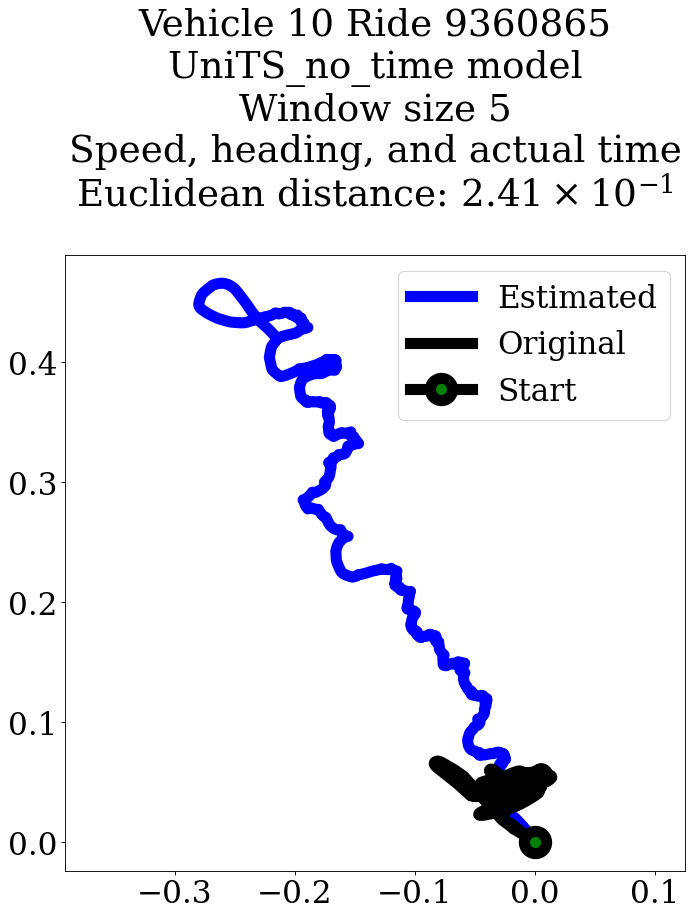 Vehicle 10 Ride 9360865
UniTS_no_time model
Window size 5
Speed, heading, and actual time
Euclidean distance: 2.41 × 10⁻¹
Estimated
Original
Start
0.4
0.3
0.2
0.1
0.0
−0.3 −0.2 −0.1 0.0 0.1